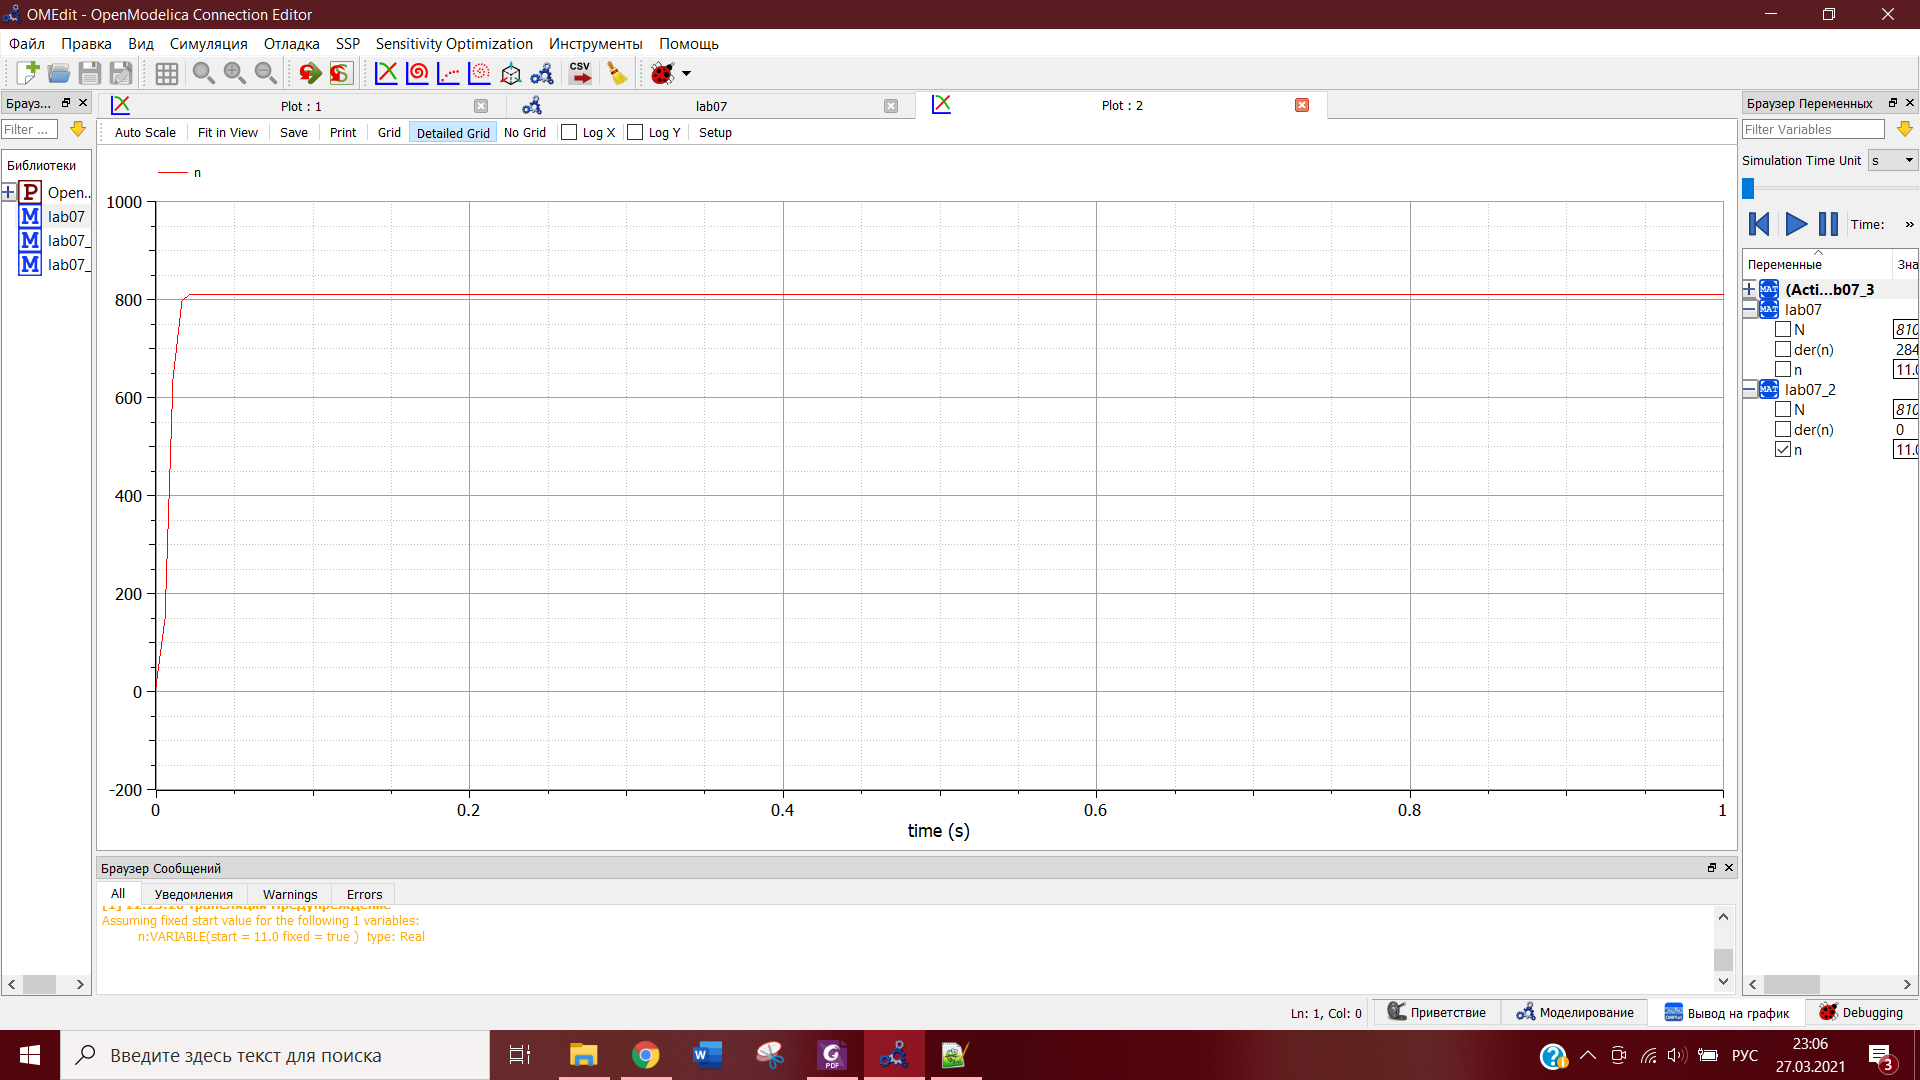 OMEdit - OpenModelica Connection Editor
Файл Правка Вид Симуляция Отладка SSP Sensitivity Optimization Инструменты Помощь
CSV
Брауз...
Plot : 1
lab07
Plot : 2
Браузер Переменных
Filter ...
Auto Scale Fit in View Save Print Grid Detailed Grid No Grid Log X Log Y Setup
Filter Variables
Библиотеки
P Open..
M lab07
M lab07_
M lab07_
Simulation Time Unit s
Time: »
Переменные Зна
MAT (Acti...b07_3
MAT lab07
N 810
der(n) 284
n 11.0
MAT lab07_2
N 810
der(n) 0
n 11.0
n
1000
800
600
400
200
0
-200
0 0.2 0.4 0.6 0.8 1
time (s)
Браузер Сообщений
All Уведомления Warnings Errors
Assuming fixed start value for the following 1 variables:
n:VARIABLE(start = 11.0 fixed = true ) type: Real
Ln: 1, Col: 0 Приветствие Моделирование Вывод на график Debugging
Введите здесь текст для поиска
PDF
РУС
23:06
27.03.2021
3